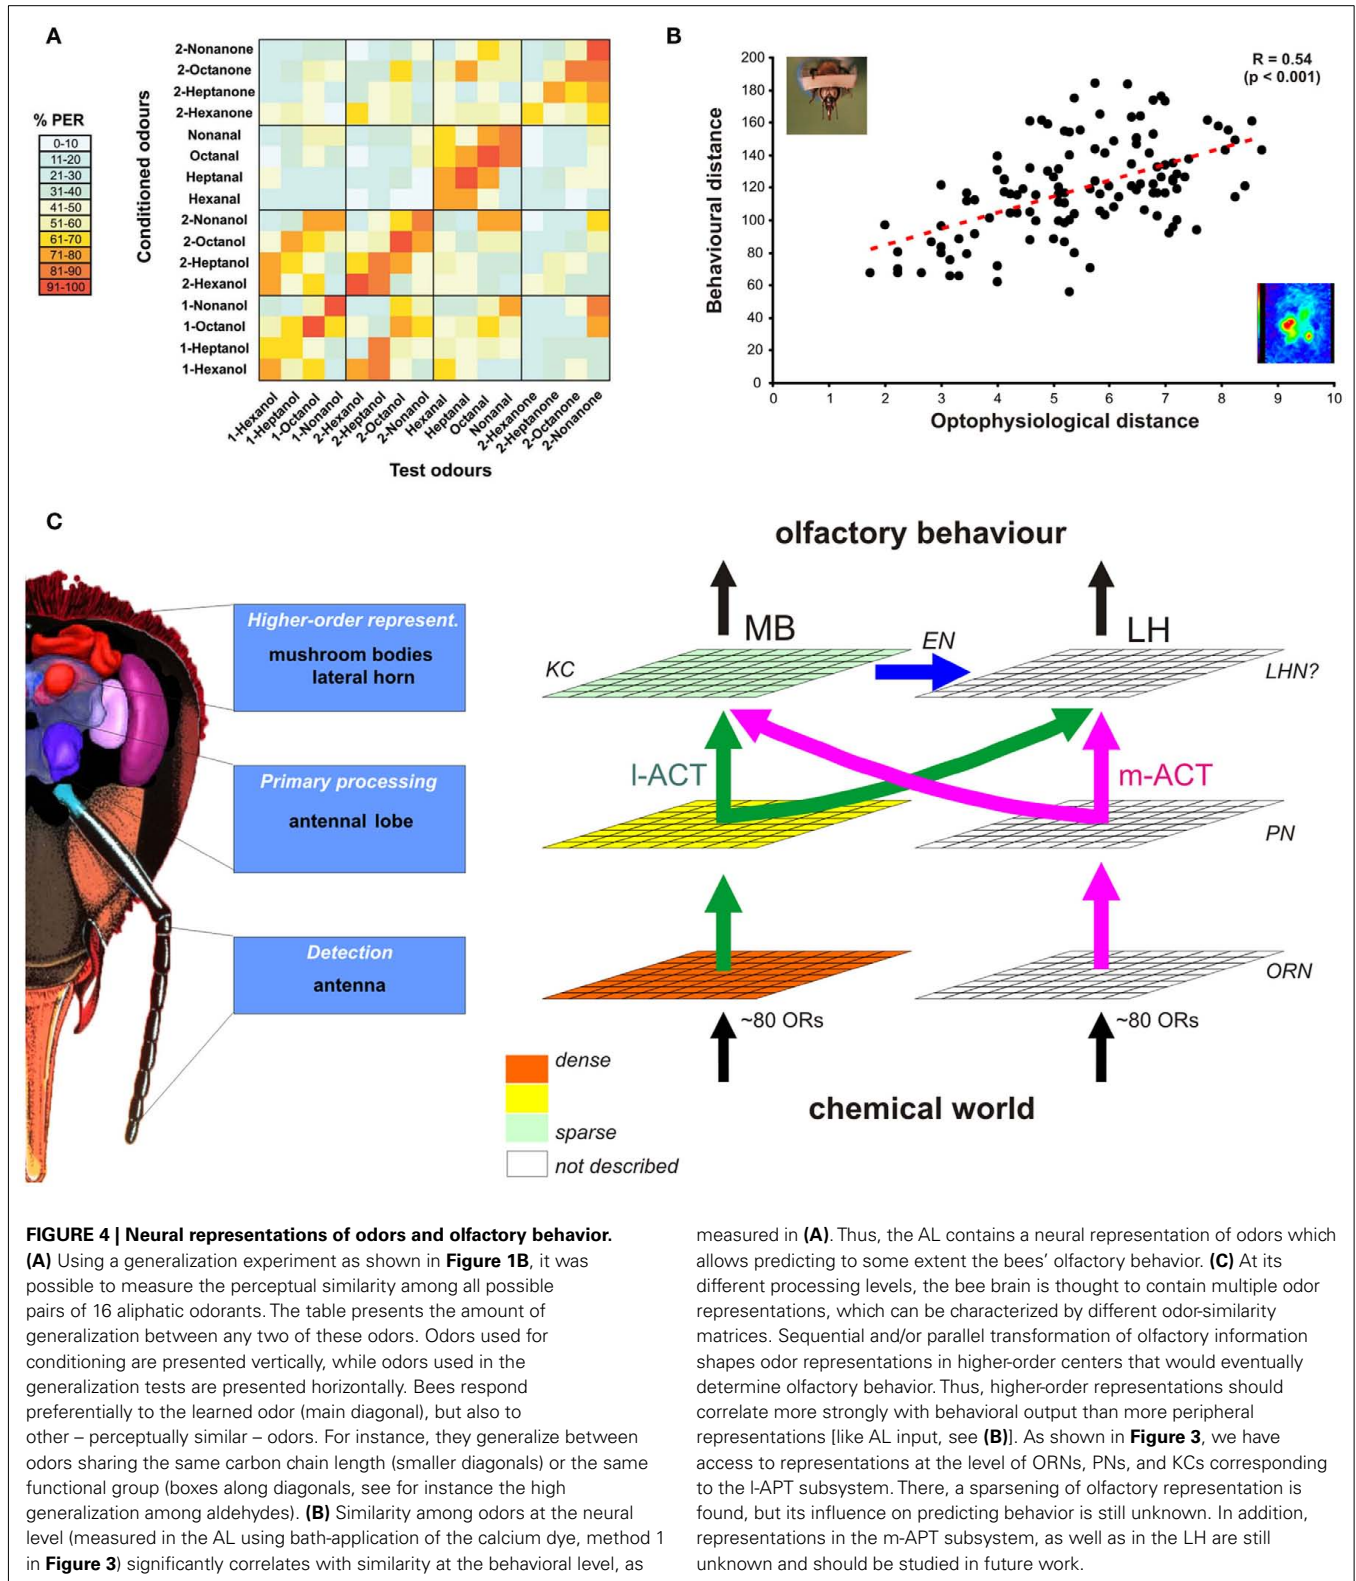 A
% PER
0-10
11-20
21-30
31-40
41-50
51-60
61-70
71-80
81-90
91-100
Conditioned odours
2-Nonanone
2-Octanone
2-Heptanone
2-Hexanone
Nonanal
Octanal
Heptanal
Hexanal
2-Nonanol
2-Octanol
2-Heptanol
2-Hexanol
1-Nonanol
1-Octanol
1-Heptanol
1-Hexanol
1-Hexanol
1-Heptanol
1-Octanol
1-Nonanol
2-Hexanol
2-Heptanol
2-Octanol
2-Nonanol
Hexanal
Heptanal
Octanal
Nonanal
2-Hexanone
2-Heptanone
2-Octanone
2-Nonanone
Test odours
B
R = 0.54
(p < 0.001)
Behavioural distance
200
180
160
140
120
100
80
60
40
20
0
0 1 2 3 4 5 6 7 8 9 10
Optophysiological distance
C
Higher-order represent.
mushroom bodies
lateral horn
Primary processing
antennal lobe
Detection
antenna
olfactory behaviour
MB
LH
EN
KC
LHN?
l-ACT
m-ACT
PN
ORN
~80 ORs
~80 ORs
chemical world
dense
sparse
not described
FIGURE 4 | Neural representations of odors and olfactory behavior.
(A) Using a generalization experiment as shown in Figure 1B, it was
possible to measure the perceptual similarity among all possible
pairs of 16 aliphatic odorants. The table presents the amount of
generalization between any two of these odors. Odors used for
conditioning are presented vertically, while odors used in the
generalization tests are presented horizontally. Bees respond
preferentially to the learned odor (main diagonal), but also to
other – perceptually similar – odors. For instance, they generalize between
odors sharing the same carbon chain length (smaller diagonals) or the same
functional group (boxes along diagonals, see for instance the high
generalization among aldehydes). (B) Similarity among odors at the neural
level (measured in the AL using bath-application of the calcium dye, method 1
in Figure 3) significantly correlates with similarity at the behavioral level, as
measured in (A). Thus, the AL contains a neural representation of odors which
allows predicting to some extent the bees' olfactory behavior. (C) At its
different processing levels, the bee brain is thought to contain multiple odor
representations, which can be characterized by different odor-similarity
matrices. Sequential and/or parallel transformation of olfactory information
shapes odor representations in higher-order centers that would eventually
determine olfactory behavior. Thus, higher-order representations should
correlate more strongly with behavioral output than more peripheral
representations [like AL input, see (B)]. As shown in Figure 3, we have
access to representations at the level of ORNs, PNs, and KCs corresponding
to the l-APT subsystem. There, a sparsening of olfactory representation is
found, but its influence on predicting behavior is still unknown. In addition,
representations in the m-APT subsystem, as well as in the LH are still
unknown and should be studied in future work.